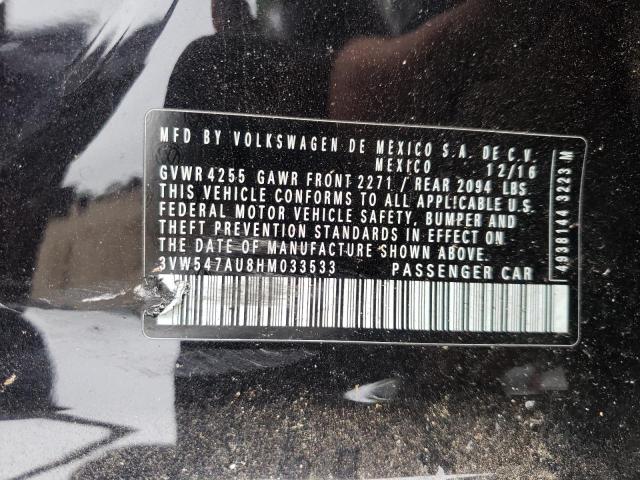 MFD BY VOLKSWAGEN DE MEXICO S.A. DE C.V.
MEXICO 12/16
GVWR 4255 GAWR FRONT 2271 / REAR 2094 LBS
THIS VEHICLE CONFORMS TO ALL APPLICABLE U.S.
FEDERAL MOTOR VEHICLE SAFETY, BUMPER AND
THEFT PREVENTION STANDARDS IN EFFECT ON
THE DATE OF MANUFACTURE SHOWN ABOVE.
3VW547AU8HM033533 PASSENGER CAR
4938144 3223 M